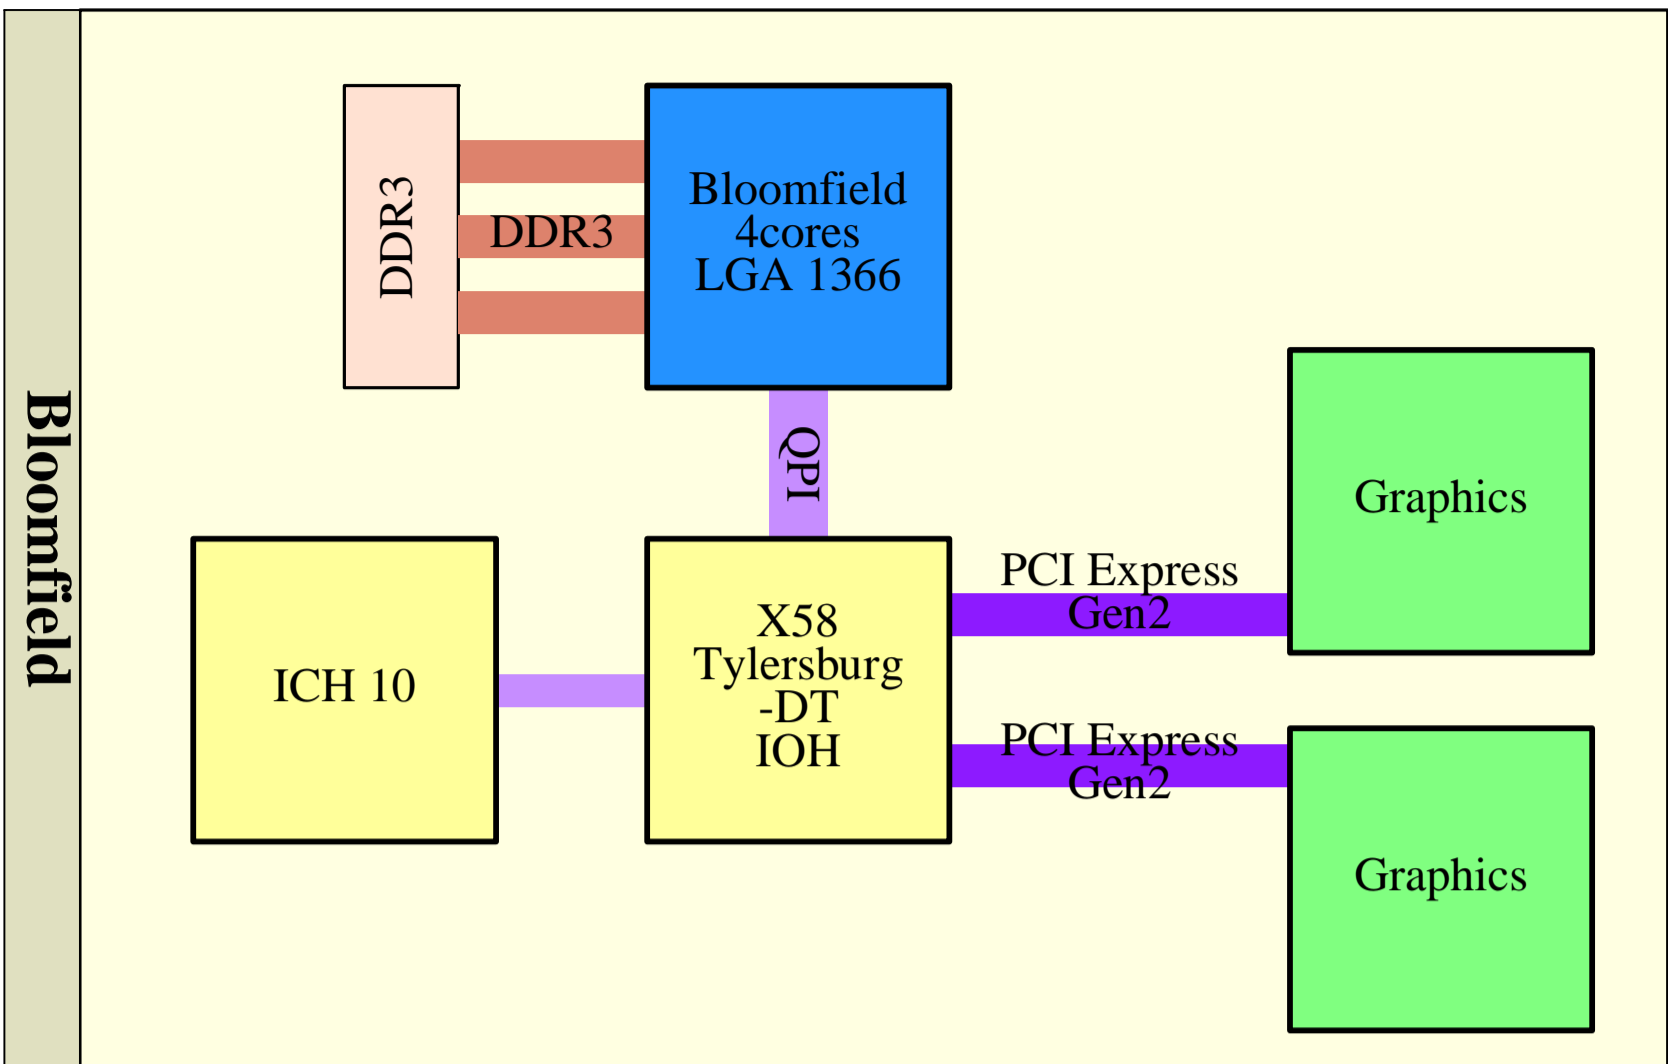 Bloomfield
DDR3
DDR3
Bloomfield
4cores
LGA 1366
QPI
Graphics
PCI Express
Gen2
ICH 10
X58
Tylersburg
-DT
IOH
PCI Express
Gen2
Graphics